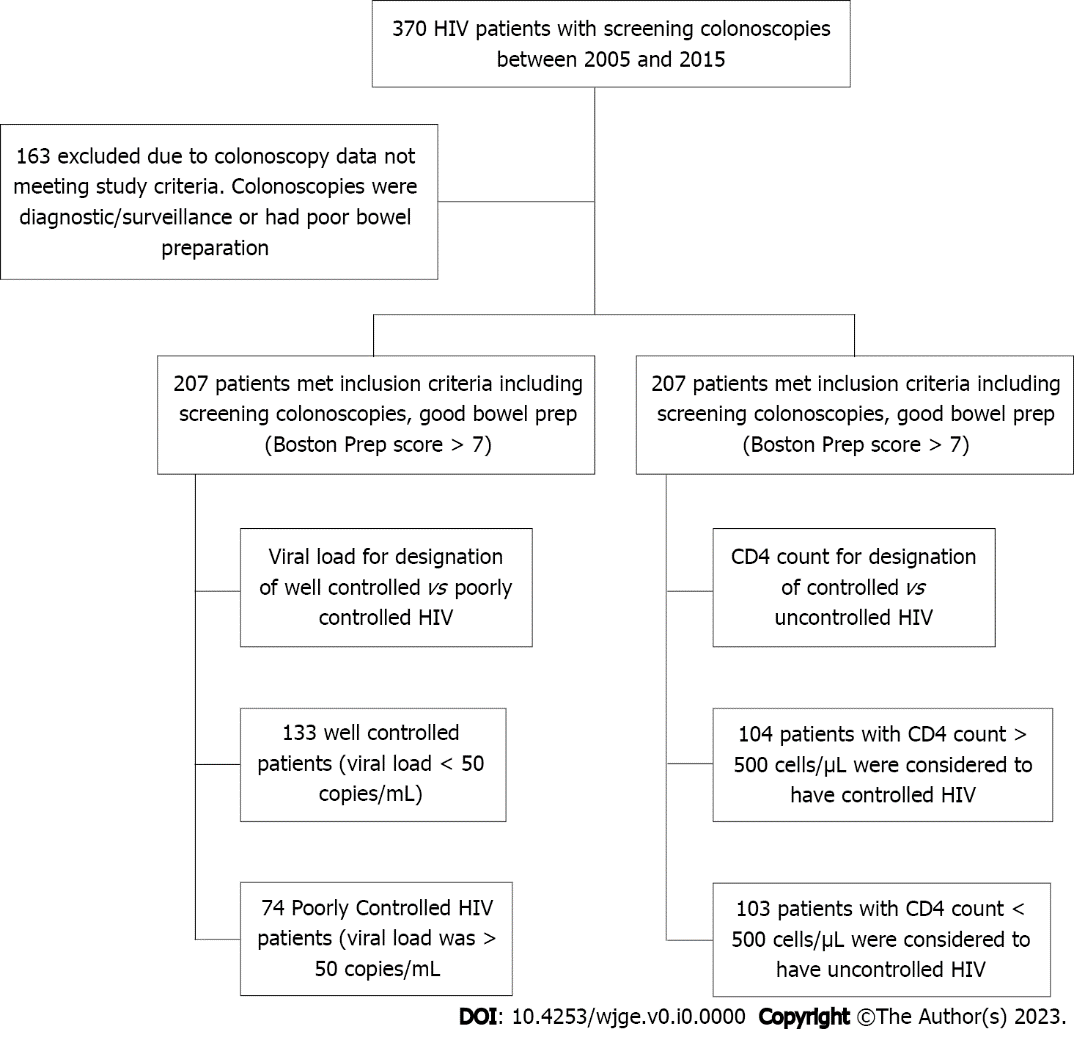 370 HIV patients with screening colonoscopies
between 2005 and 2015
163 excluded due to colonoscopy data not
meeting study criteria. Colonoscopies were
diagnostic/surveillance or had poor bowel
preparation
207 patients met inclusion criteria including
screening colonoscopies, good bowel prep
(Boston Prep score > 7)
Viral load for designation
of well controlled vs poorly
controlled HIV
133 well controlled
patients (viral load < 50
copies/mL)
74 Poorly Controlled HIV
patients (viral load was >
50 copies/mL
207 patients met inclusion criteria including
screening colonoscopies, good bowel prep
(Boston Prep score > 7)
CD4 count for designation
of controlled vs
uncontrolled HIV
104 patients with CD4 count >
500 cells/µL were considered to
have controlled HIV
103 patients with CD4 count <
500 cells/µL were considered to
have uncontrolled HIV
DOI: 10.4253/wjge.v0.i0.0000 Copyright ©The Author(s) 2023.